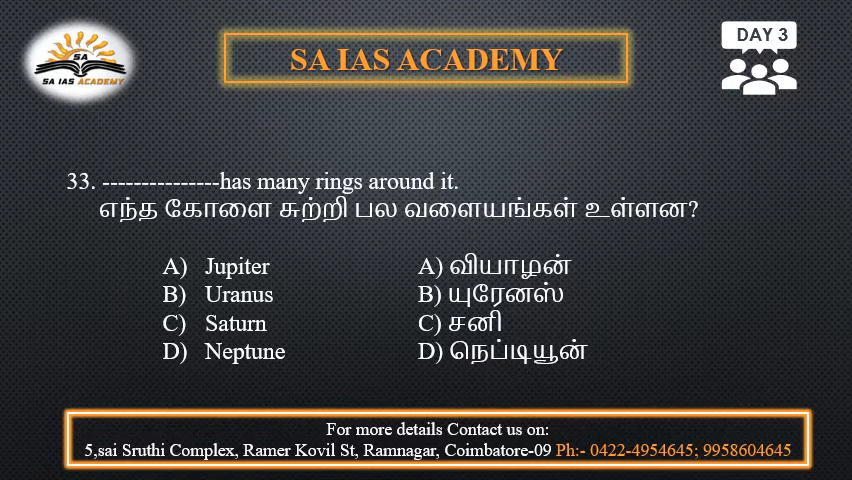 SA
SA IAS ACADEMY
SA IAS ACADEMY
DAY 3
33. ---------------has many rings around it.
எந்த கோளை சுற்றி பல வளையங்கள் உள்ளன?
A) Jupiter A) வியாழன்
B) Uranus B) யுரேனஸ்
C) Saturn C) சனி
D) Neptune D) நெப்டியூன்
For more details Contact us on:
5,sai Sruthi Complex, Ramer Kovil St, Ramnagar, Coimbatore-09 Ph:- 0422-4954645; 9958604645